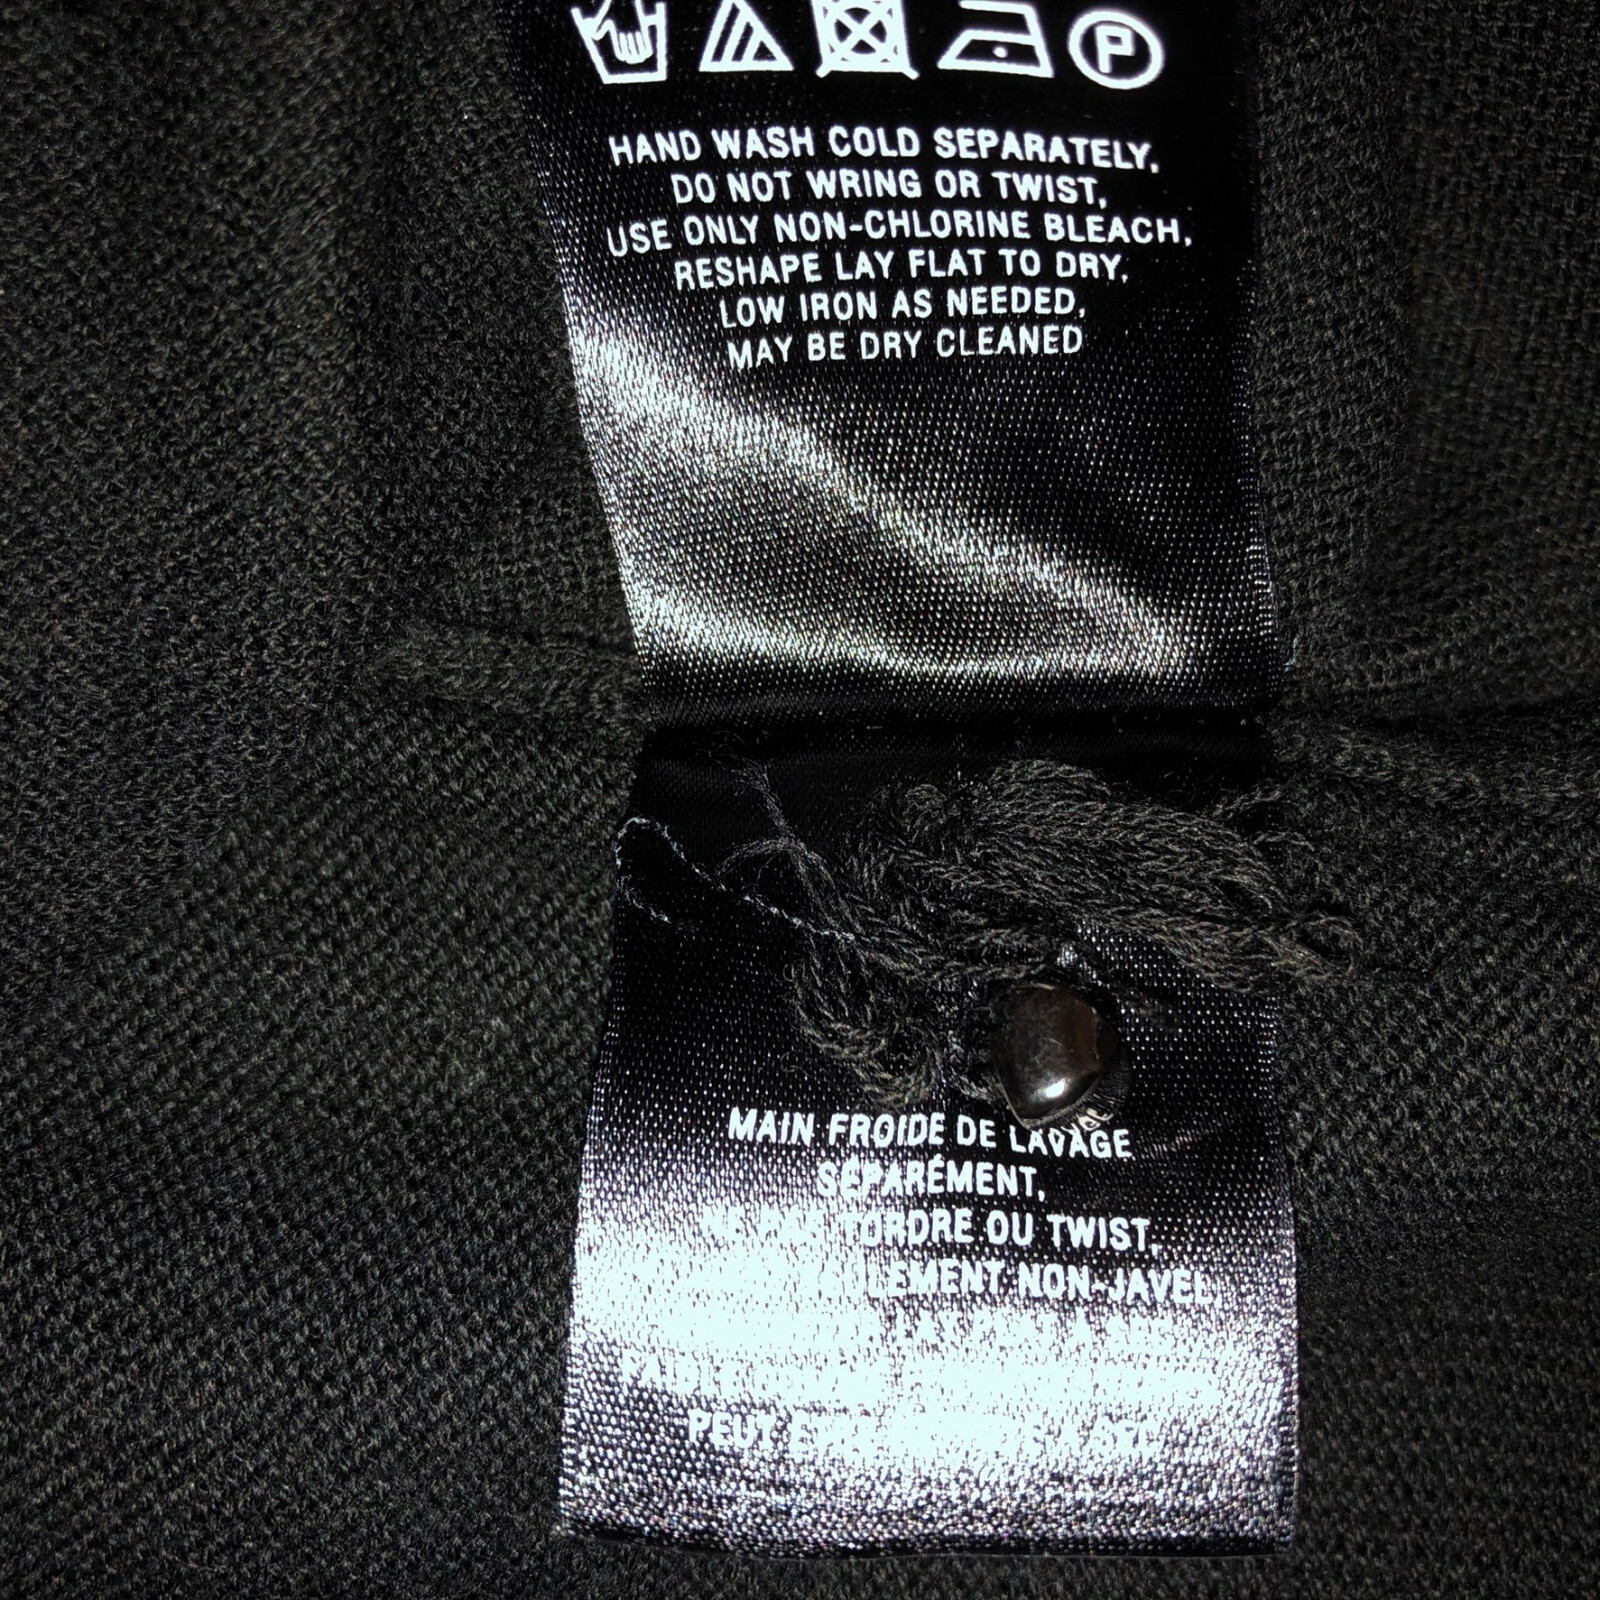 P
HAND WASH COLD SEPARATELY,
DO NOT WRING OR TWIST,
USE ONLY NON-CHLORINE BLEACH,
RESHAPE LAY FLAT TO DRY,
LOW IRON AS NEEDED,
MAY BE DRY CLEANED
MAIN FROIDE DE LAVAGE
SÉPARÉMENT,
TORDRE OU TWIST,
NON-JAVEL,
PEUT